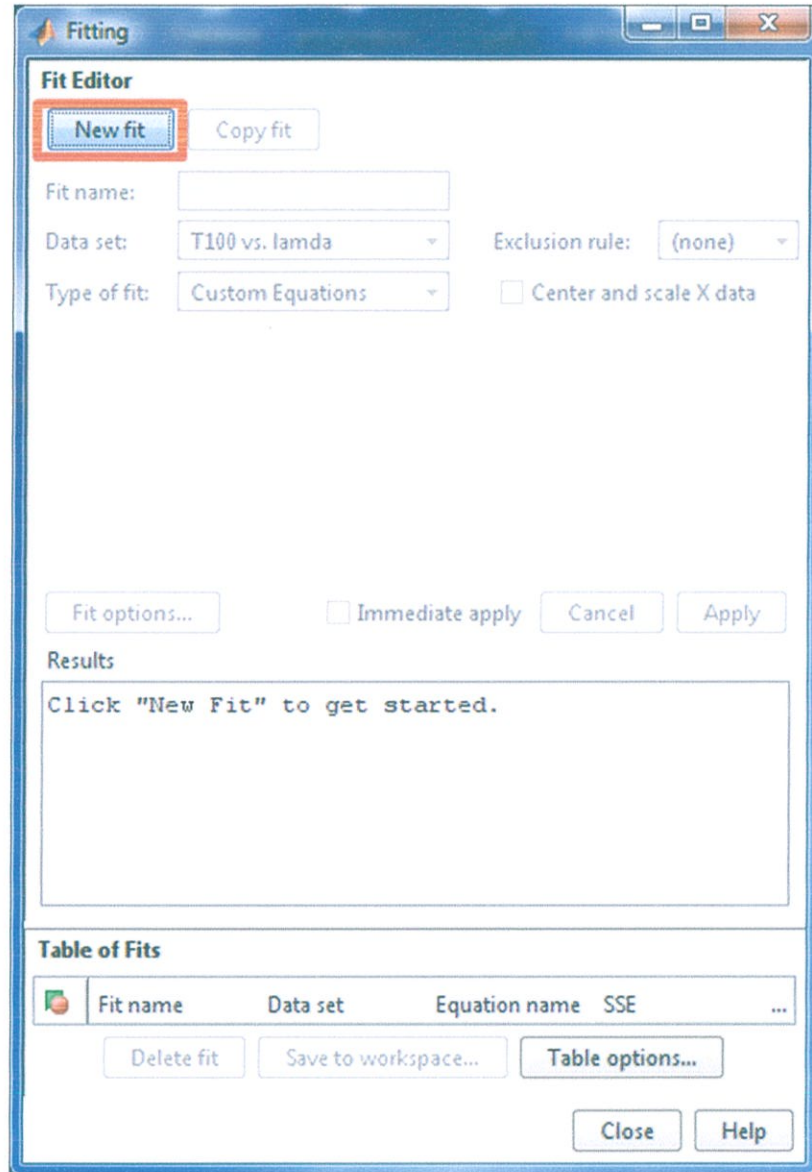 Fitting
Fit Editor
New fit Copy fit
Fit name:
Data set: T100 vs. lamda Exclusion rule: (none)
Type of fit: Custom Equations Center and scale X data
Fit options... Immediate apply Cancel Apply
Results
Click "New Fit" to get started.
Table of Fits
Fit name Data set Equation name SSE ...
Delete fit Save to workspace... Table options...
Close Help